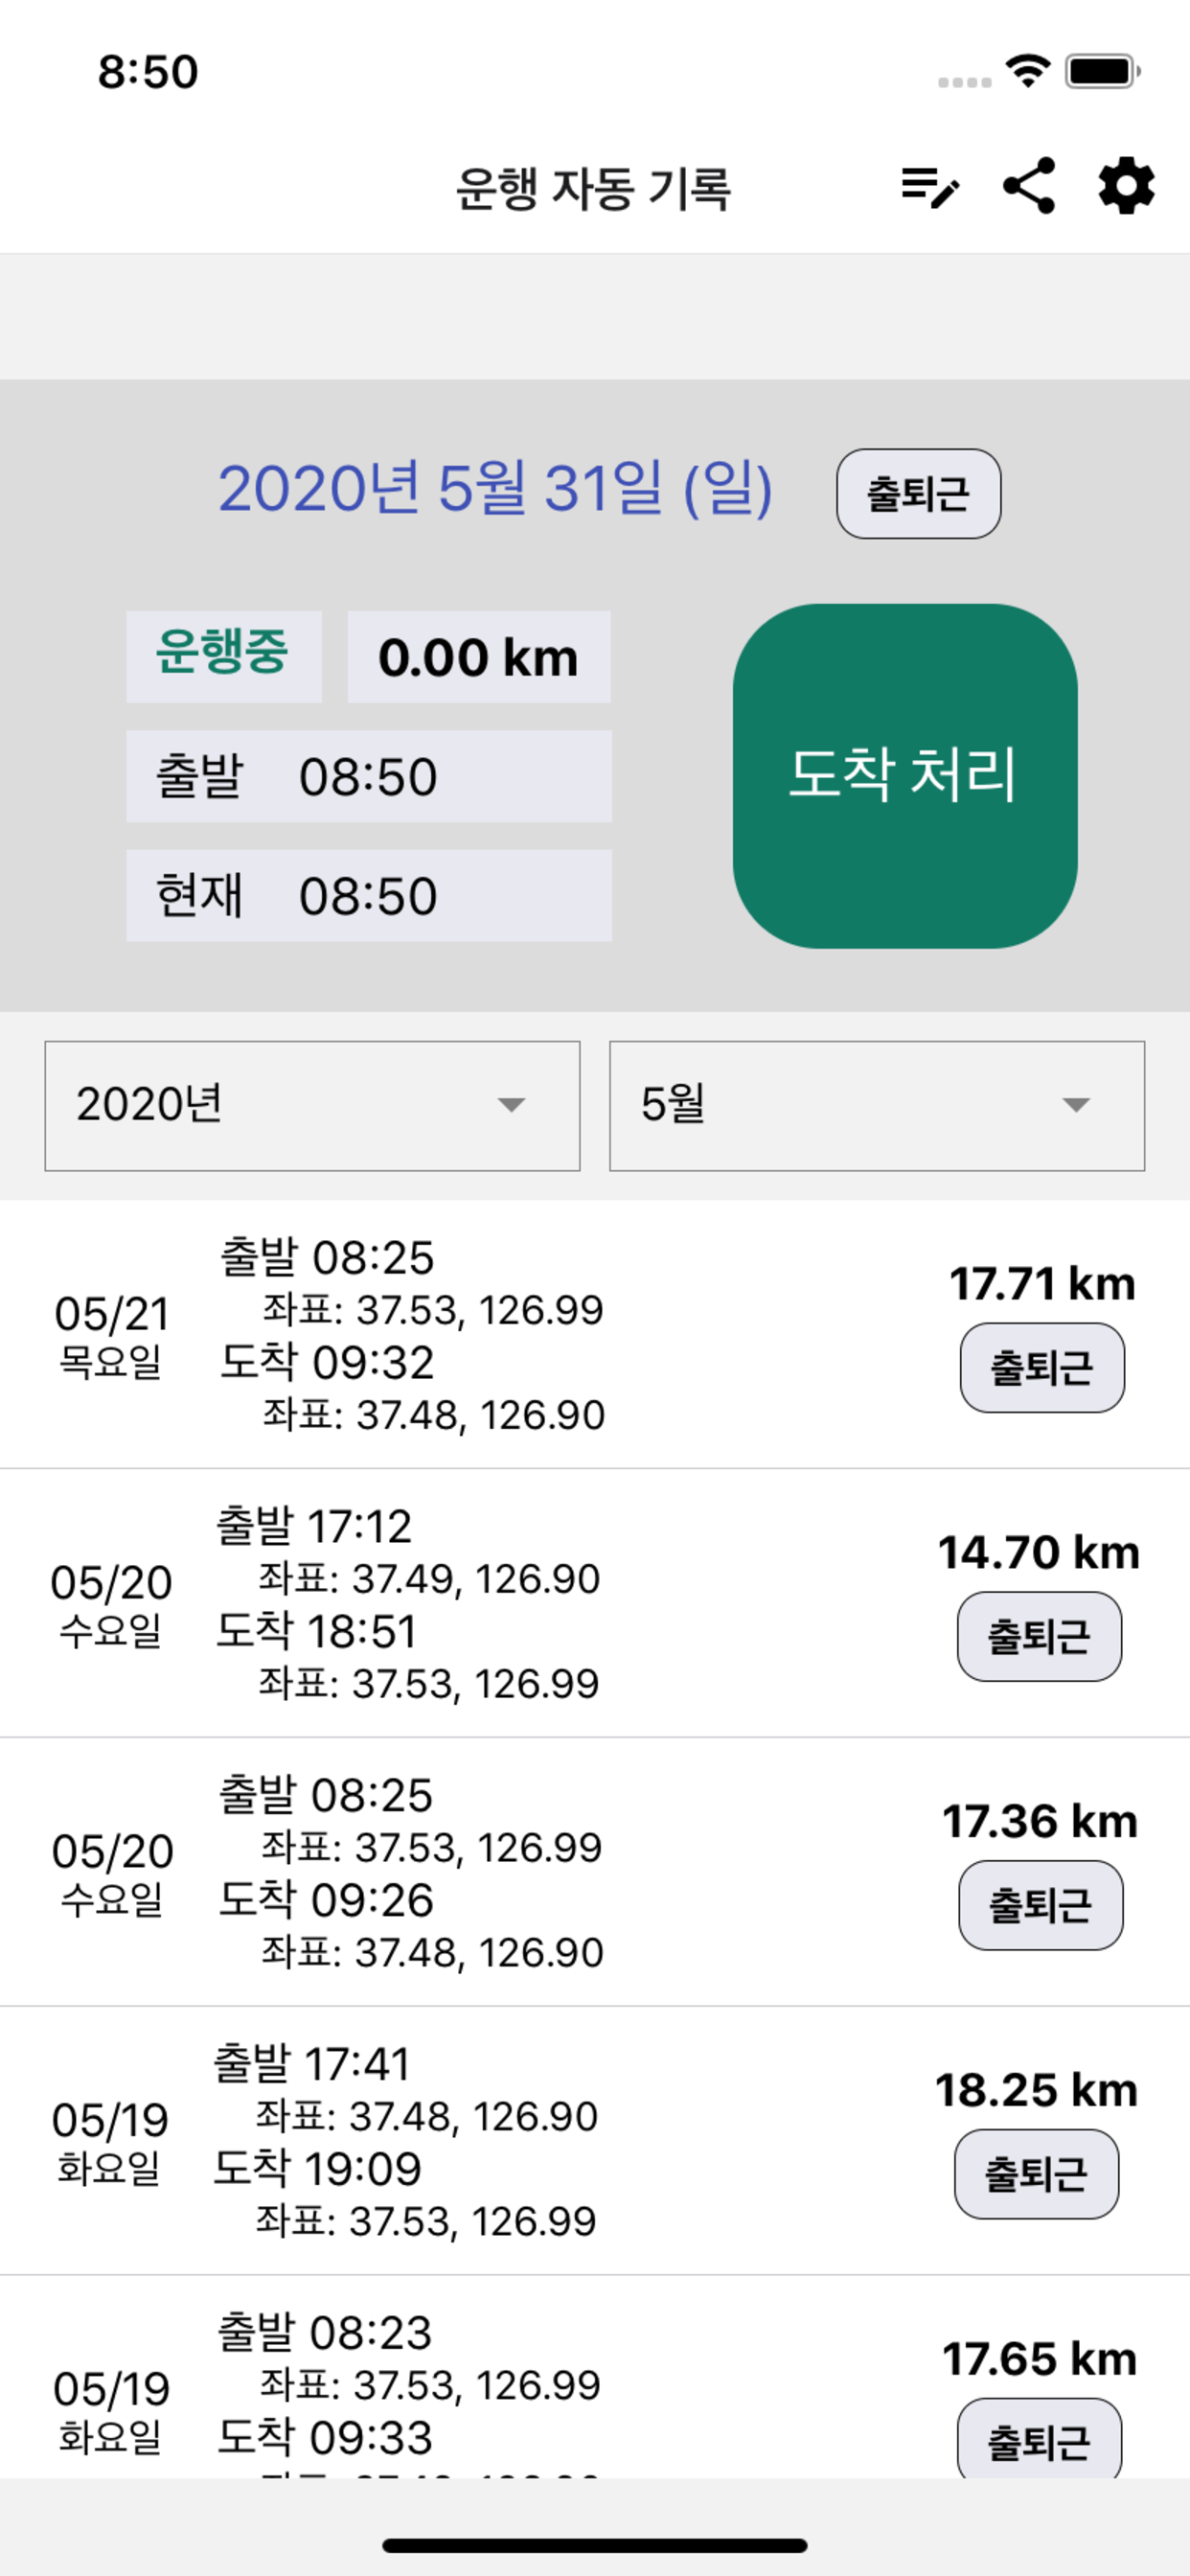 8:50
운행 자동 기록
2020년 5월 31일 (일) 출퇴근
운행중 0.00 km
출발 08:50
현재 08:50
도착 처리
2020년 5월
05/21
목요일
출발 08:25
좌표: 37.53, 126.99
도착 09:32
좌표: 37.48, 126.90
17.71 km
출퇴근
05/20
수요일
출발 17:12
좌표: 37.49, 126.90
도착 18:51
좌표: 37.53, 126.99
14.70 km
출퇴근
05/20
수요일
출발 08:25
좌표: 37.53, 126.99
도착 09:26
좌표: 37.48, 126.90
17.36 km
출퇴근
05/19
화요일
출발 17:41
좌표: 37.48, 126.90
도착 19:09
좌표: 37.53, 126.99
18.25 km
출퇴근
05/19
화요일
출발 08:23
좌표: 37.53, 126.99
도착 09:33
17.65 km
출퇴근